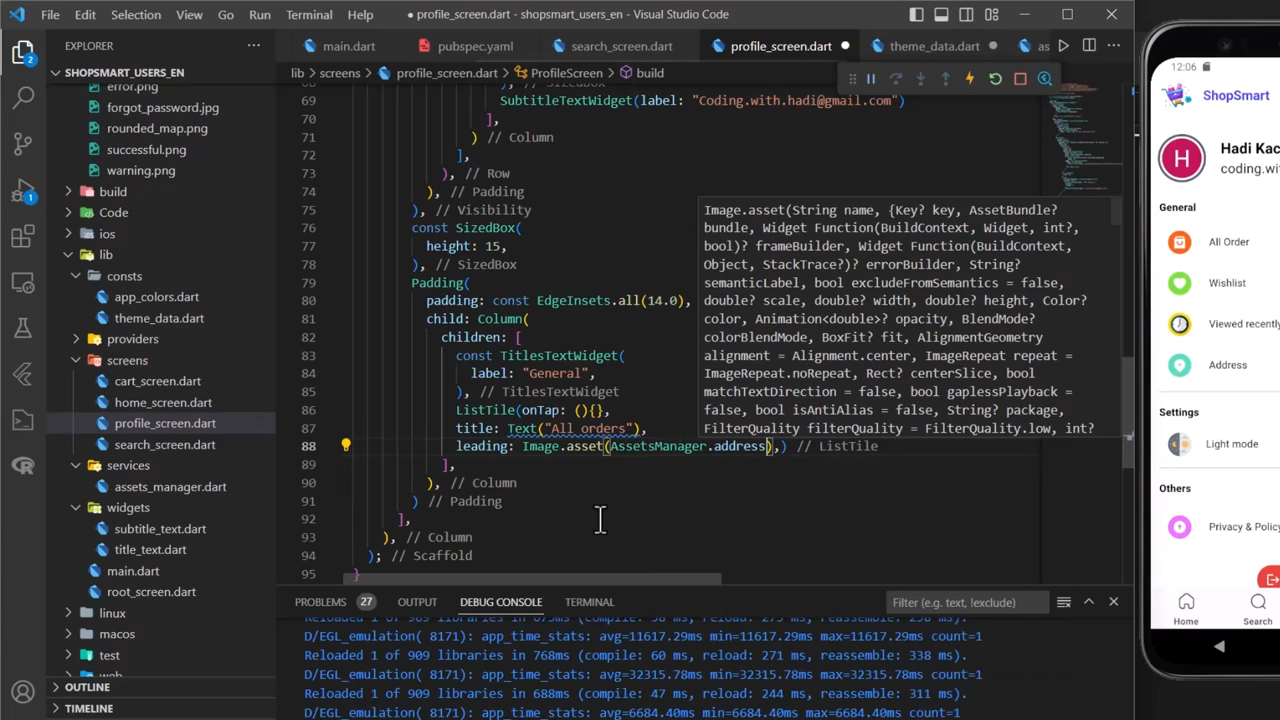 File Edit Selection View Go Run Terminal Help
● profile_screen.dart - shopsmart_users_en - Visual Studio Code
EXPLORER
main.dart
pubspec.yaml
search_screen.dart
profile_screen.dart
theme_data.dart
as
SHOPSMART_USERS_EN
error.png
forgot_password.jpg
rounded_map.png
successful.png
warning.png
build
Code
ios
lib
consts
app_colors.dart
theme_data.dart
providers
screens
cart_screen.dart
home_screen.dart
profile_screen.dart
search_screen.dart
services
assets_manager.dart
widgets
subtitle_text.dart
title_text.dart
main.dart
root_screen.dart
linux
macos
test
OUTLINE
TIMELINE
2
1
lib > screens > profile_screen.dart > ProfileScreen > build
69 SubtitleTextWidget(label: "Coding.with.hadi@gmail.com")
70 ],
71 ) // Column
72 ],
73 ), // Row
74 ), // Padding
75 ), // Visibility
76 const SizedBox(
77 height: 15,
78 ), // SizedBox
79 Padding(
80 padding: const EdgeInsets.all(14.0),
81 child: Column(
82 children: [
83 const TitlesTextWidget(
84 label: "General",
85 ), // TitlesTextWidget
86 ListTile(onTap: (){},
87 title: Text("All orders"),
88 leading: Image.asset(AssetsManager.address),) // ListTile
89 ],
90 ), // Column
91 ) // Padding
92 ],
93 ), // Column
94 ); // Scaffold
95 }
Image.asset(String name, {Key? key, AssetBundle?
bundle, Widget Function(BuildContext, Widget, int?,
bool)? frameBuilder, Widget Function(BuildContext,
Object, StackTrace?)? errorBuilder, String?
semanticLabel, bool excludeFromSemantics = false,
double? scale, double? width, double? height, Color?
color, Animation<double>? opacity, BlendMode?
colorBlendMode, BoxFit? fit, AlignmentGeometry
alignment = Alignment.center, ImageRepeat repeat =
ImageRepeat.noRepeat, Rect? centerSlice, bool
matchTextDirection = false, bool gaplessPlayback =
false, bool isAntiAlias = false, String? package,
FilterQuality filterQuality = FilterQuality.low, int?
PROBLEMS 27 OUTPUT DEBUG CONSOLE TERMINAL
Filter (e.g. text, !exclude)
D/EGL_emulation( 8171): app_time_stats: avg=11617.29ms min=11617.29ms max=11617.29ms count=1
Reloaded 1 of 909 libraries in 768ms (compile: 60 ms, reload: 271 ms, reassemble: 338 ms).
D/EGL_emulation( 8171): app_time_stats: avg=32315.78ms min=32315.78ms max=32315.78ms count=1
Reloaded 1 of 909 libraries in 688ms (compile: 47 ms, reload: 244 ms, reassemble: 311 ms).
D/EGL_emulation( 8171): app_time_stats: avg=6684.40ms min=6684.40ms max=6684.40ms count=1
12:06
ShopSmart
H
Hadi Kac
coding.wi
General
All Order
Wishlist
Viewed recently
Address
Settings
Light mode
Others
Privacy & Policy
Home
Search